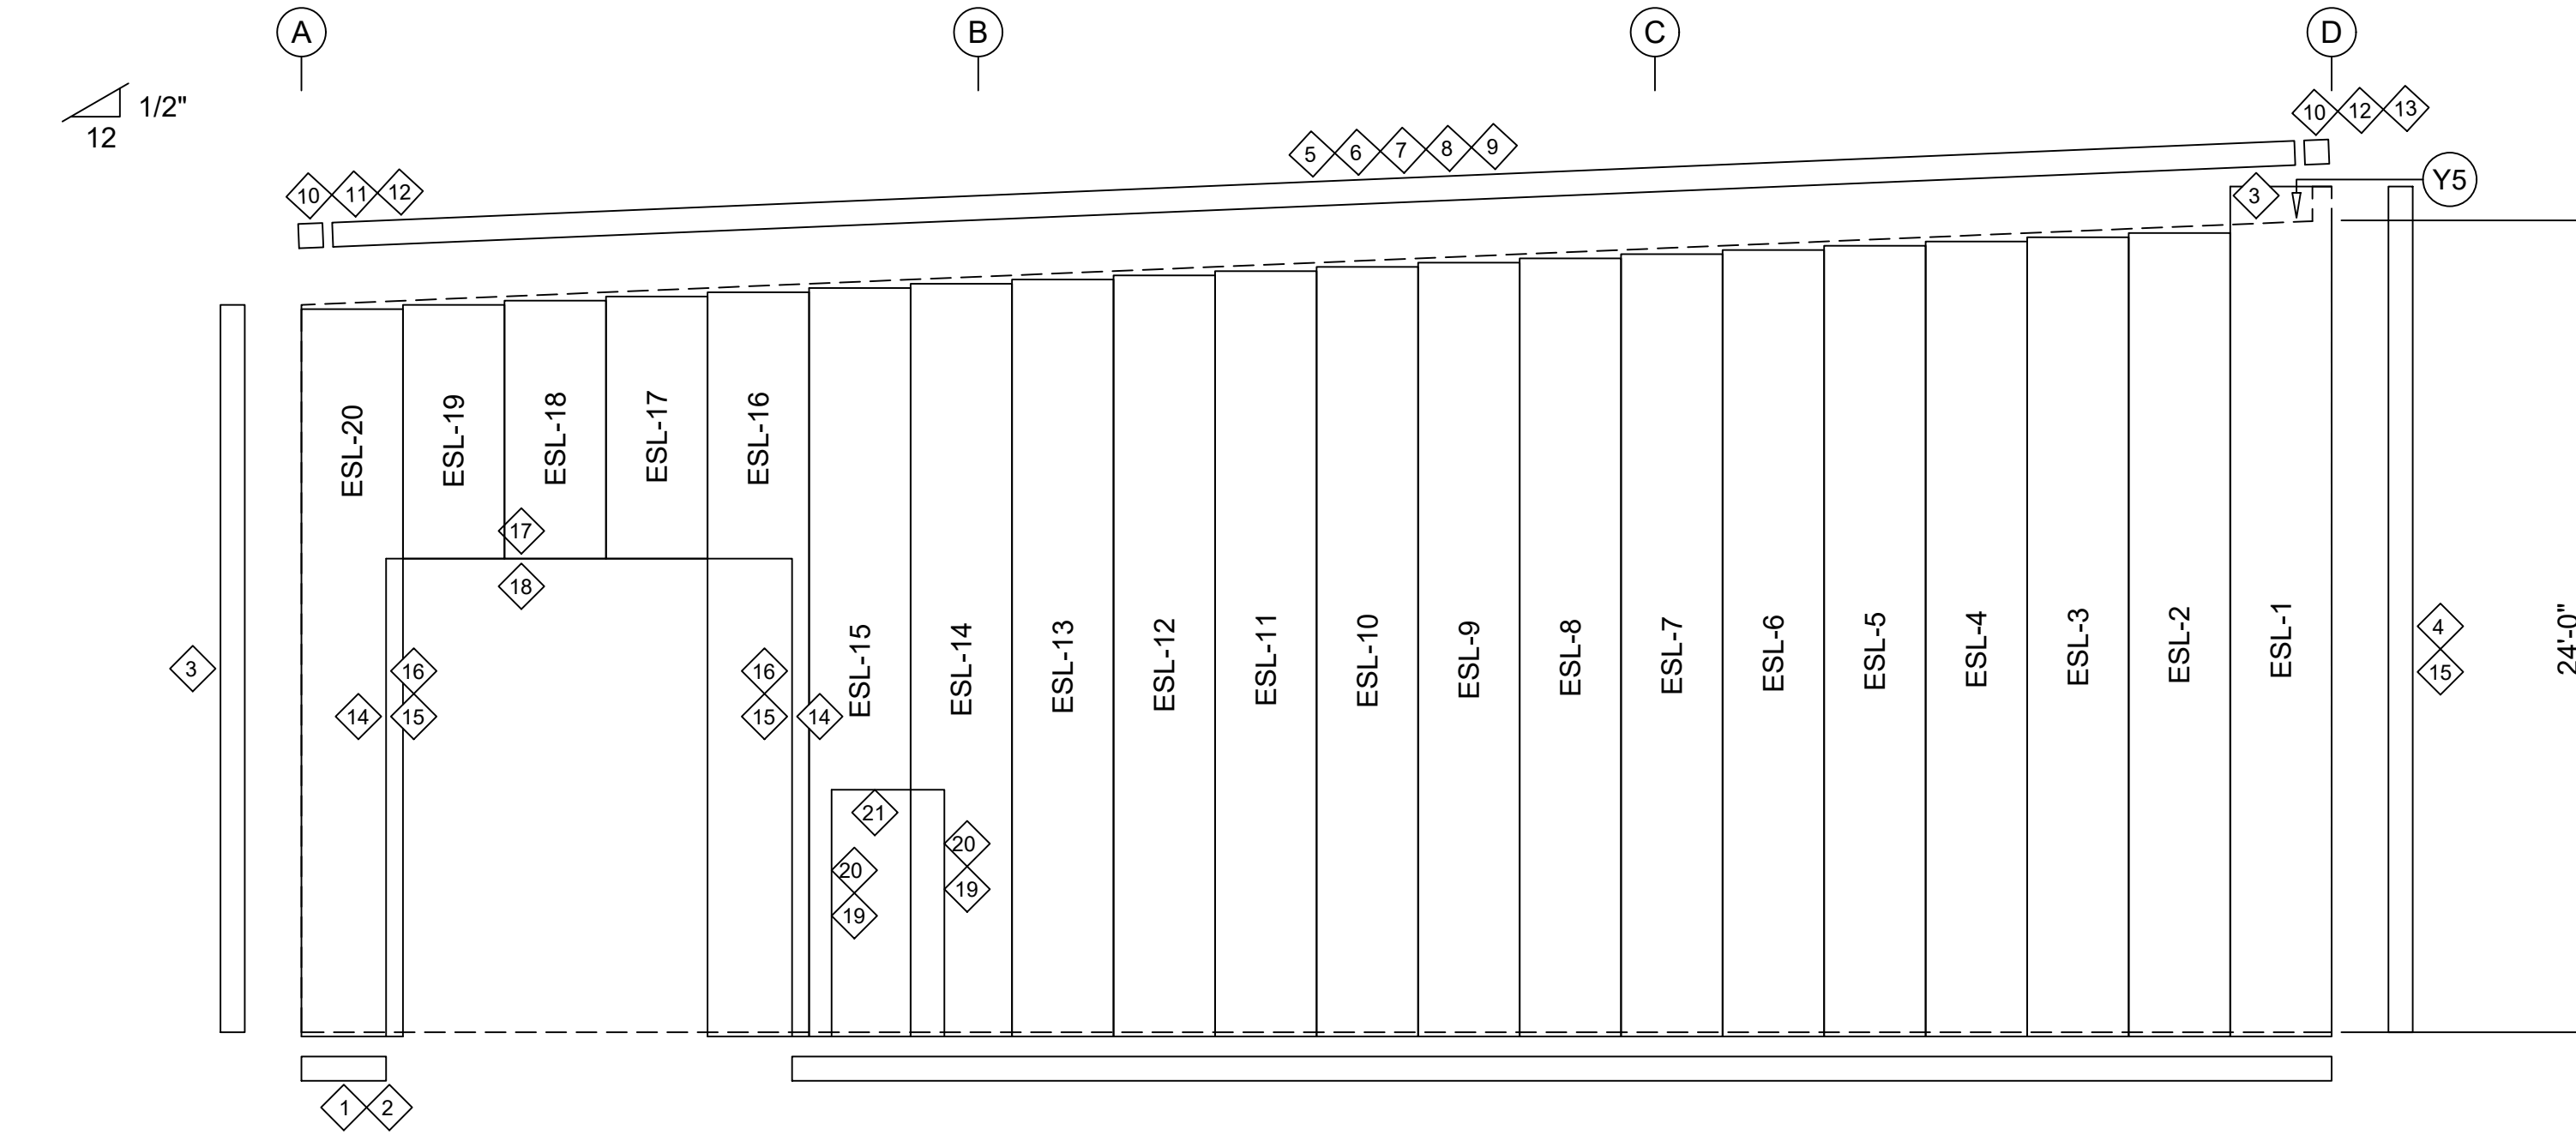 A B C D
1/2"
12
10 12 13
5 6 7 8 9
Y5
10 11 12
3
ESL-20
ESL-19
ESL-18
ESL-17
ESL-16
ESL-15
ESL-14
ESL-13
ESL-12
ESL-11
ESL-10
ESL-9
ESL-8
ESL-7
ESL-6
ESL-5
ESL-4
ESL-3
ESL-2
ESL-1
17
18
3
16
14 15
16
15 14
4
15
24'-0"
21
20
19
20
19
1 2